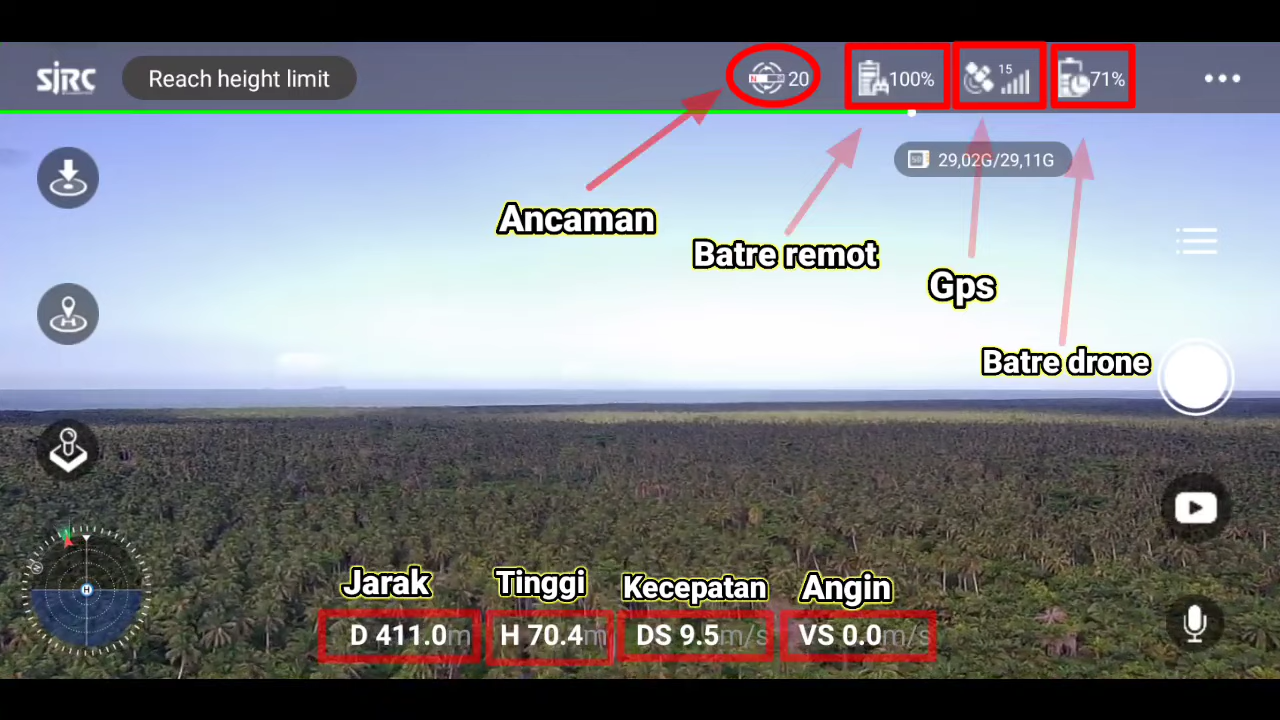 SJRC
Reach height limit
N
20
100%
15
71%
SD
29,02G/29,11G
Ancaman
Batre remot
Gps
Batre drone
H
N
H
Jarak
Tinggi
Kecepatan
Angin
D 411.0m
H 70.4m
DS 9.5m/s
VS 0.0m/s